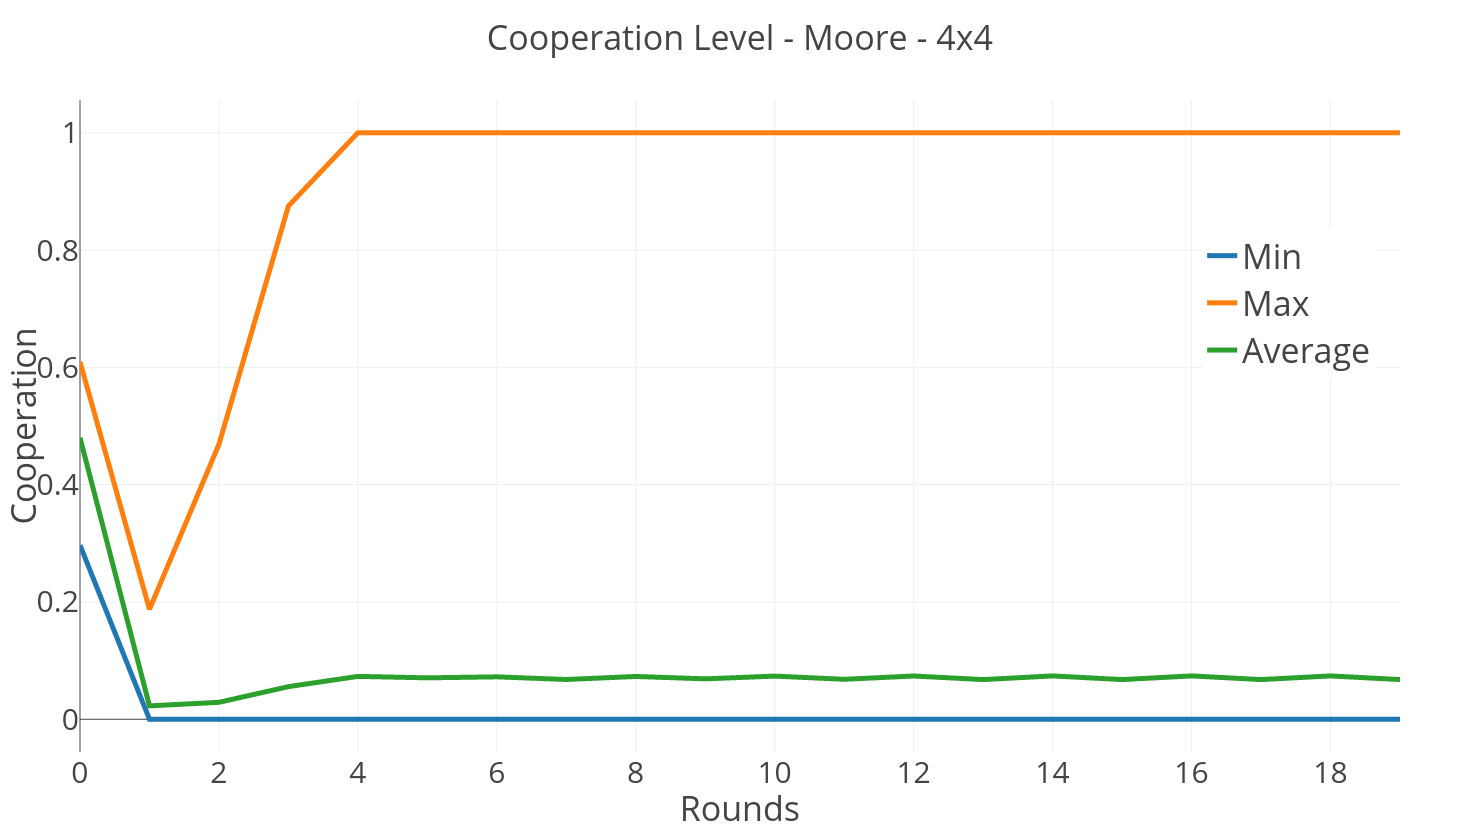 Cooperation Level - Moore - 4x4
Cooperation
1
0.8
0.6
0.4
0.2
0
0 2 4 6 8 10 12 14 16 18
Rounds
Min
Max
Average